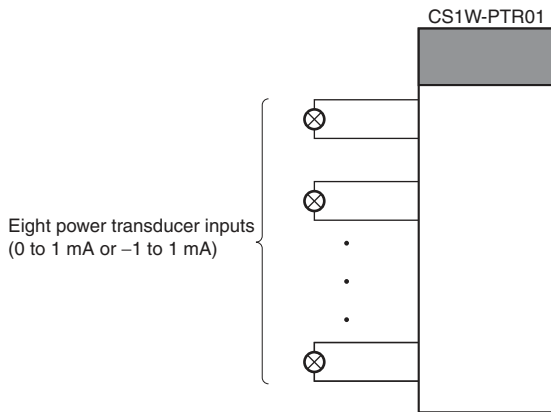 CS1W-PTR01
Eight power transducer inputs
(0 to 1 mA or −1 to 1 mA)